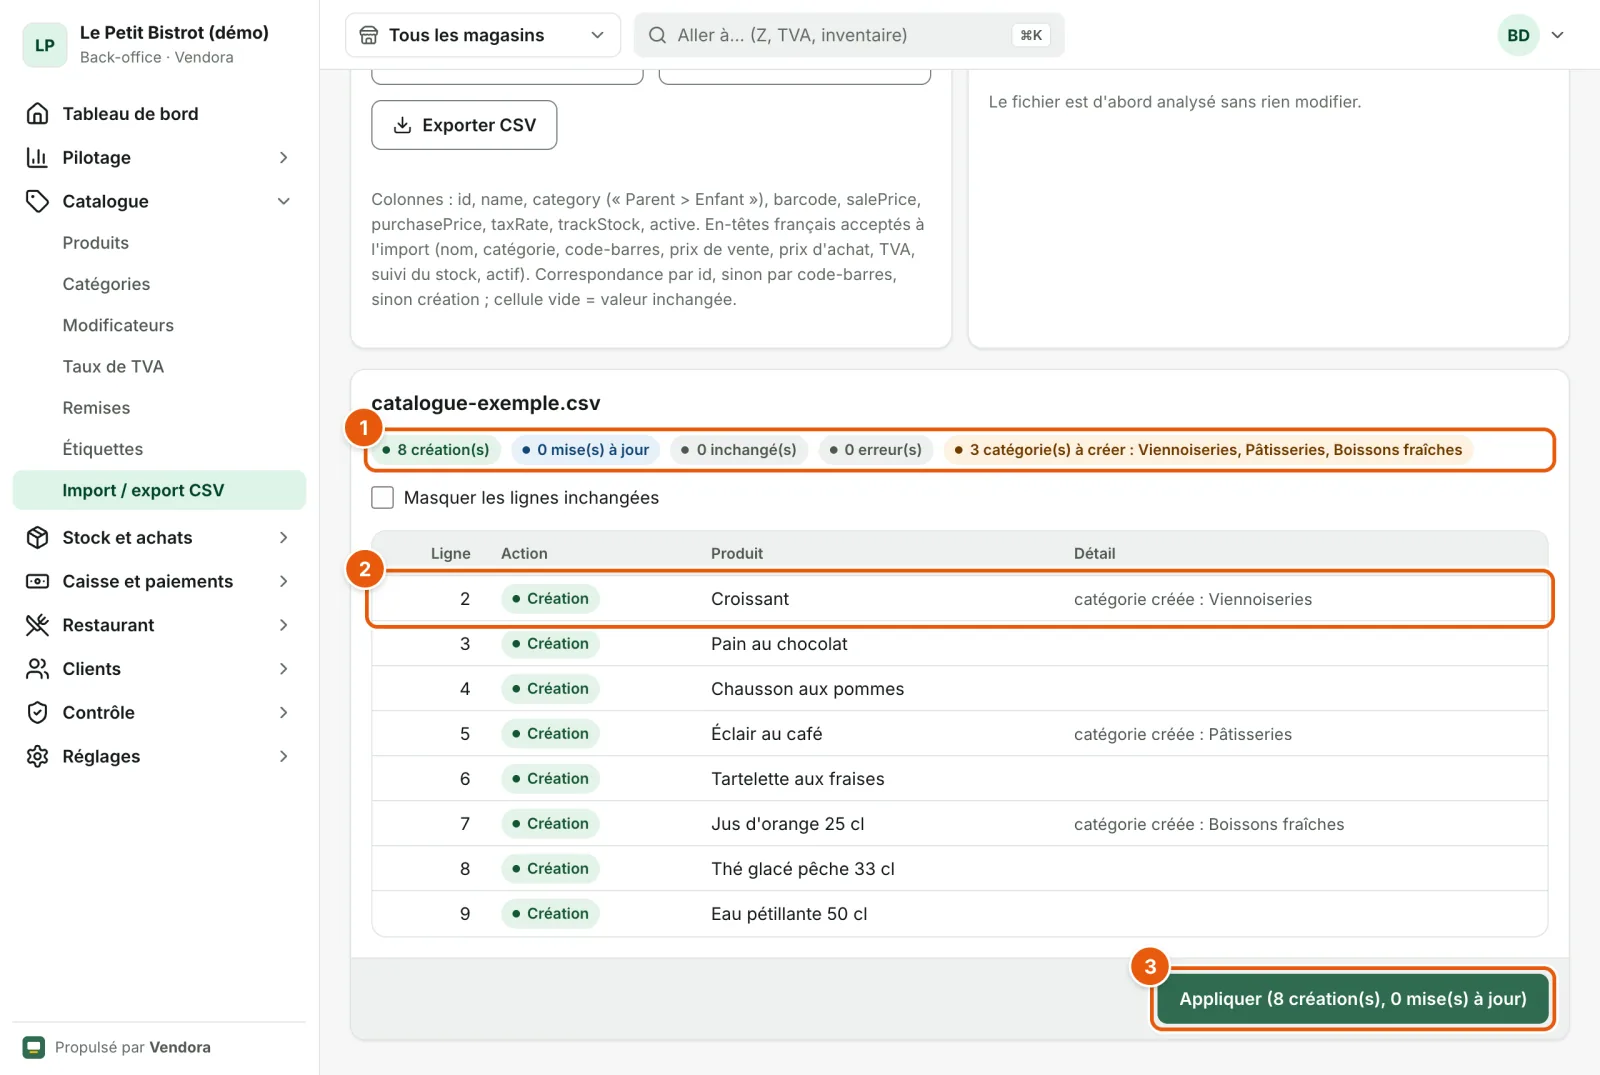 LP
Le Petit Bistrot (démo)
Back-office · Vendora
Tous les magasins
Aller à... (Z, TVA, inventaire)
⌘K
BD
Tableau de bord
Pilotage
Catalogue
Produits
Catégories
Modificateurs
Taux de TVA
Remises
Étiquettes
Import / export CSV
Stock et achats
Caisse et paiements
Restaurant
Clients
Contrôle
Réglages
Propulsé par Vendora
Exporter CSV
Colonnes : id, name, category (« Parent > Enfant »), barcode, salePrice,
purchasePrice, taxRate, trackStock, active. En-têtes français acceptés à
l'import (nom, catégorie, code-barres, prix de vente, prix d'achat, TVA,
suivi du stock, actif). Correspondance par id, sinon par code-barres,
sinon création ; cellule vide = valeur inchangée.
Le fichier est d'abord analysé sans rien modifier.
catalogue-exemple.csv
1
8 création(s) 0 mise(s) à jour 0 inchangé(s) 0 erreur(s) 3 catégorie(s) à créer : Viennoiseries, Pâtisseries, Boissons fraîches
Masquer les lignes inchangées
Ligne Action Produit Détail
2
2 Création Croissant catégorie créée : Viennoiseries
3 Création Pain au chocolat
4 Création Chausson aux pommes
5 Création Éclair au café catégorie créée : Pâtisseries
6 Création Tartelette aux fraises
7 Création Jus d'orange 25 cl catégorie créée : Boissons fraîches
8 Création Thé glacé pêche 33 cl
9 Création Eau pétillante 50 cl
3
Appliquer (8 création(s), 0 mise(s) à jour)